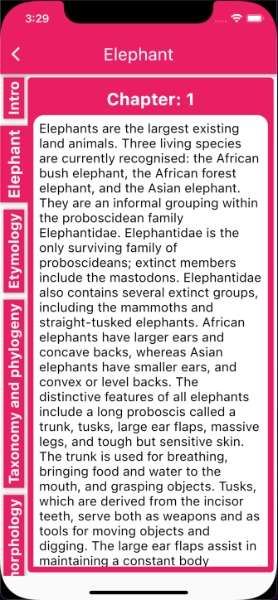 3:29
Elephant
Intro
Elephant
Etymology
Taxonomy and phylogeny
Chapter: 1
Elephants are the largest existing
land animals. Three living species
are currently recognised: the African
bush elephant, the African forest
elephant, and the Asian elephant.
They are an informal grouping within
the proboscidean family
Elephantidae. Elephantidae is the
only surviving family of
proboscideans; extinct members
include the mastodons. Elephantidae
also contains several extinct groups,
including the mammoths and
straight-tusked elephants. African
elephants have larger ears and
concave backs, whereas Asian
elephants have smaller ears, and
convex or level backs. The
distinctive features of all elephants
include a long proboscis called a
trunk, tusks, large ear flaps, massive
legs, and tough but sensitive skin.
The trunk is used for breathing,
bringing food and water to the
mouth, and grasping objects. Tusks,
which are derived from the incisor
teeth, serve both as weapons and as
tools for moving objects and
digging. The large ear flaps assist in
maintaining a constant body